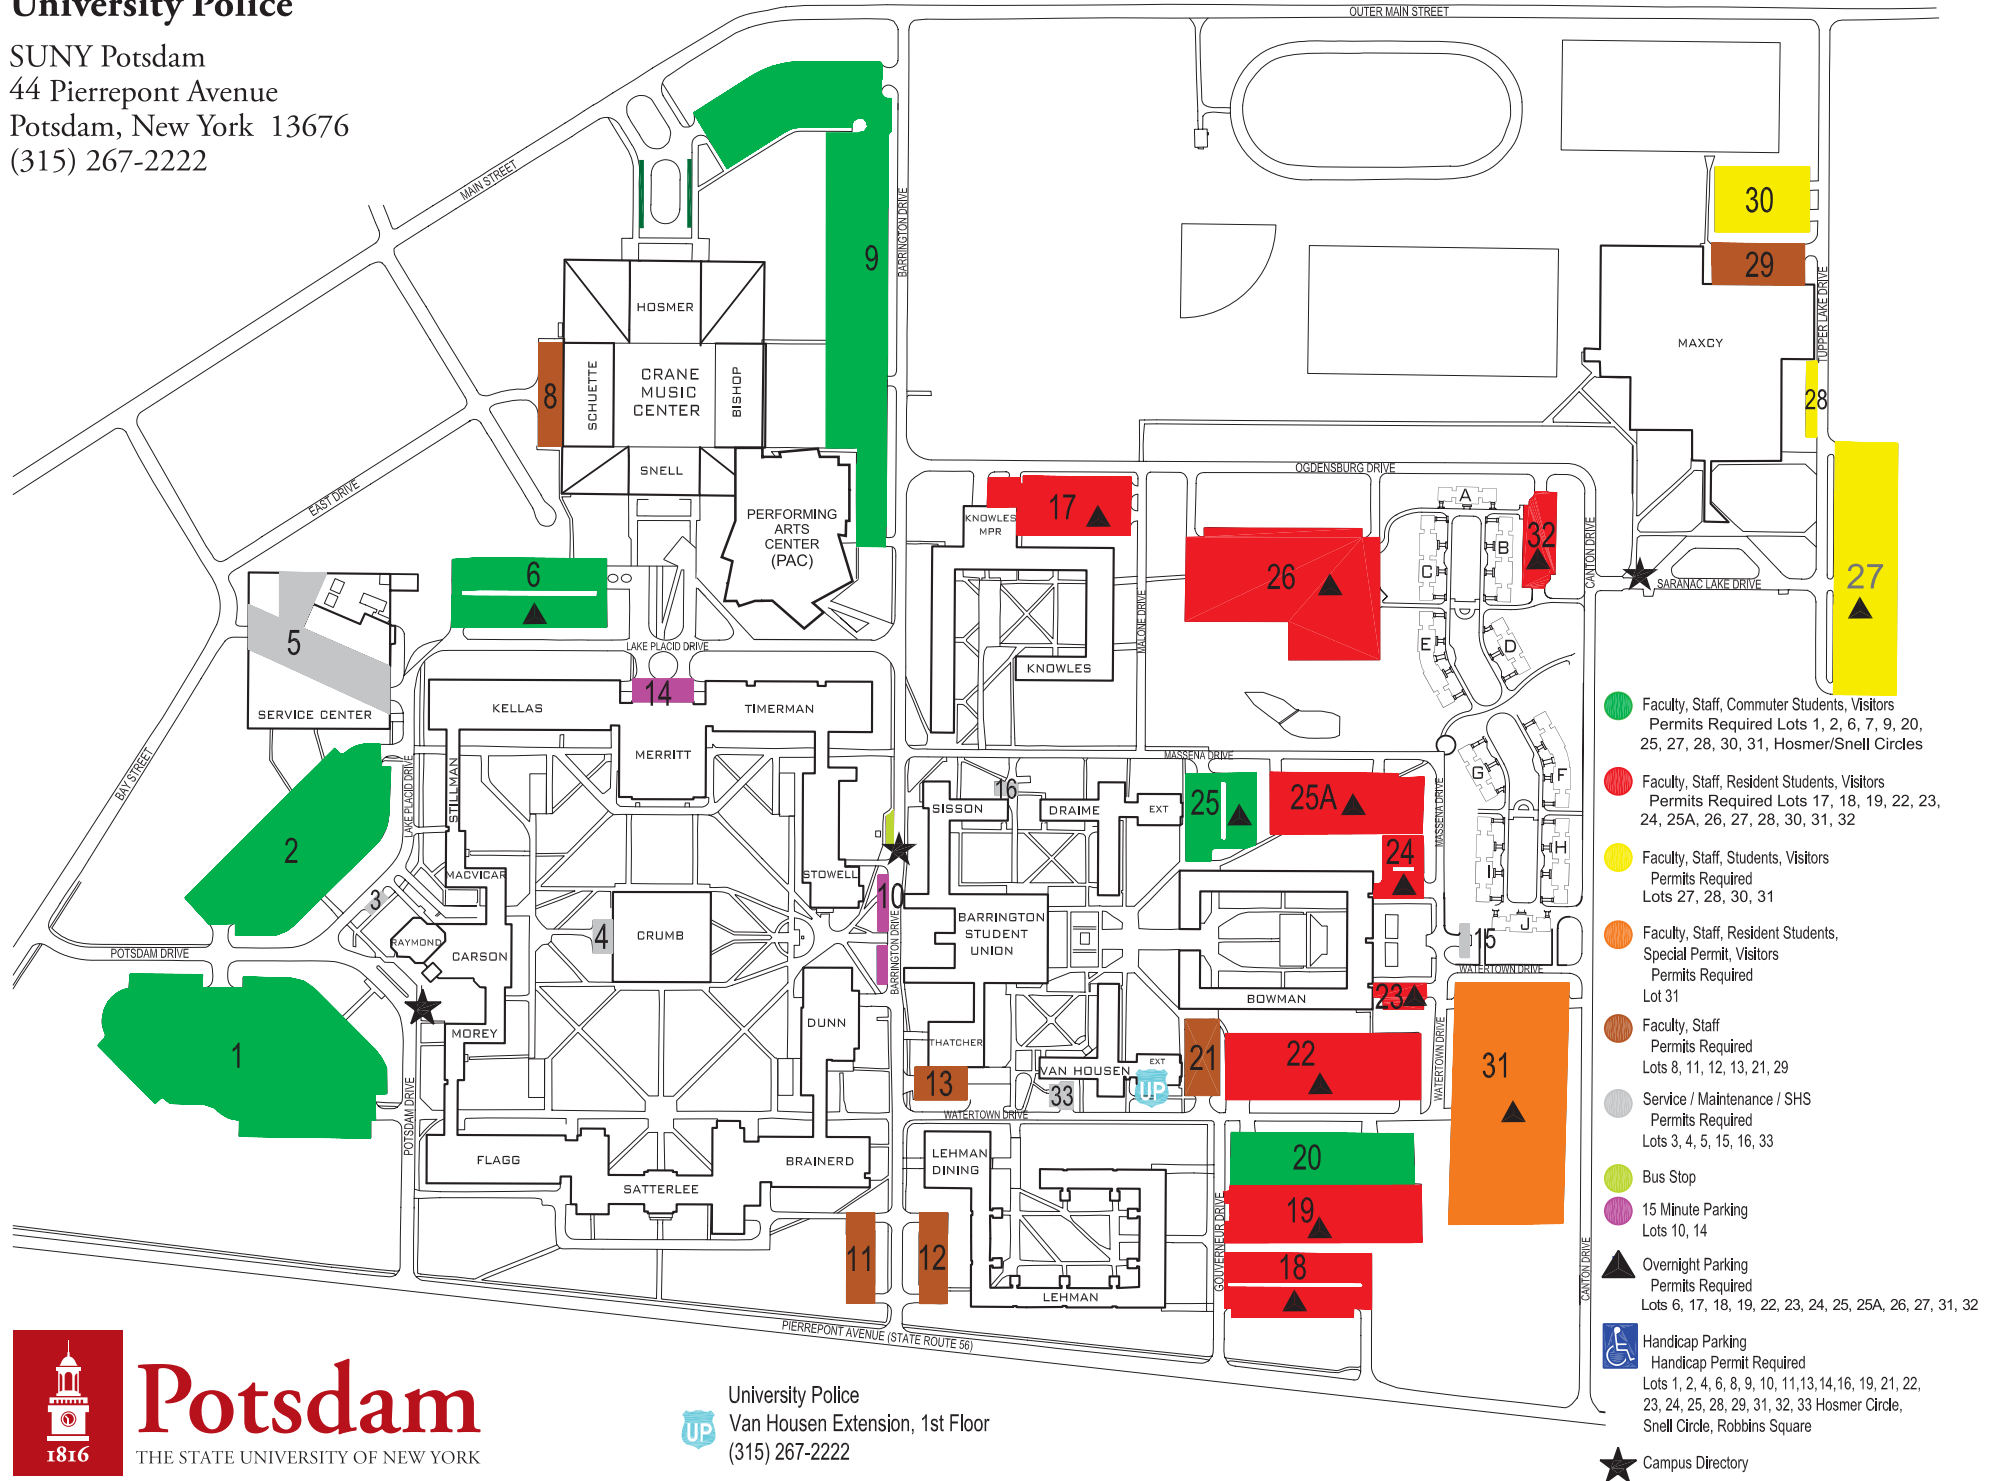 University Police
SUNY Potsdam
44 Pierrepont Avenue
Potsdam, New York  13676
(315) 267-2222
OUTER MAIN STREET
MAIN STREET
BARRINGTON DRIVE
9
30
29
TUPPER LAKE DRIVE
MAXCY
28
HOSMER
SCHUETTE
CRANE
MUSIC
CENTER
BISHOP
8
SNELL
EAST DRIVE
PERFORMING
ARTS
CENTER
(PAC)
OGDENSBURG DRIVE
17
KNOWLES
MPR
A
B
C
32
CANTON DRIVE
SARANAC LAKE DRIVE
27
26
6
5
LAKE PLACID DRIVE
MALONE DRIVE
KNOWLES
E
D
SERVICE CENTER
KELLAS
14
TIMERMAN
MERRITT
MASSENA DRIVE
BAY STREET
LAKE PLACID DRIVE
STILLMAN
16
SISSON
DRAIME
EXT
25
25A
MASSENA DRIVE
G
F
H
I
J
2
24
MACVICAR
STOWELL
10
3
4
CRUMB
BARRINGTON
STUDENT
UNION
RAYMOND
CARSON
BARRINGTON DRIVE
POTSDAM DRIVE
15
WATERTOWN DRIVE
BOWMAN
23
MOREY
DUNN
THATCHER
1
13
VAN HOUSEN
EXT
UP
33
21
22
WATERTOWN DRIVE
31
WATERTOWN DRIVE
POTSDAM DRIVE
FLAGG
BRAINERD
SATTERLEE
LEHMAN
DINING
20
19
GOUVERNEUR DRIVE
11
12
18
LEHMAN
CANTON DRIVE
PIERREPONT AVENUE (STATE ROUTE 56)
Faculty, Staff, Commuter Students, Visitors
Permits Required Lots 1, 2, 6, 7, 9, 20,
25, 27, 28, 30, 31, Hosmer/Snell Circles
Faculty, Staff, Resident Students, Visitors
Permits Required Lots 17, 18, 19, 22, 23,
24, 25A, 26, 27, 28, 30, 31, 32
Faculty, Staff, Students, Visitors
Permits Required
Lots 27, 28, 30, 31
Faculty, Staff, Resident Students,
Special Permit, Visitors
Permits Required
Lot 31
Faculty, Staff
Permits Required
Lots 8, 11, 12, 13, 21, 29
Service / Maintenance / SHS
Permits Required
Lots 3, 4, 5, 15, 16, 33
Bus Stop
15 Minute Parking
Lots 10, 14
Overnight Parking
Permits Required
Lots 6, 17, 18, 19, 22, 23, 24, 25, 25A, 26, 27, 31, 32
Handicap Parking
Handicap Permit Required
Lots 1, 2, 4, 6, 8, 9, 10, 11,13,14,16, 19, 21, 22,
23, 24, 25, 28, 29, 31, 32, 33 Hosmer Circle,
Snell Circle, Robbins Square
Campus Directory
1816
Potsdam
THE STATE UNIVERSITY OF NEW YORK
UP
University Police
Van Housen Extension, 1st Floor
(315) 267-2222